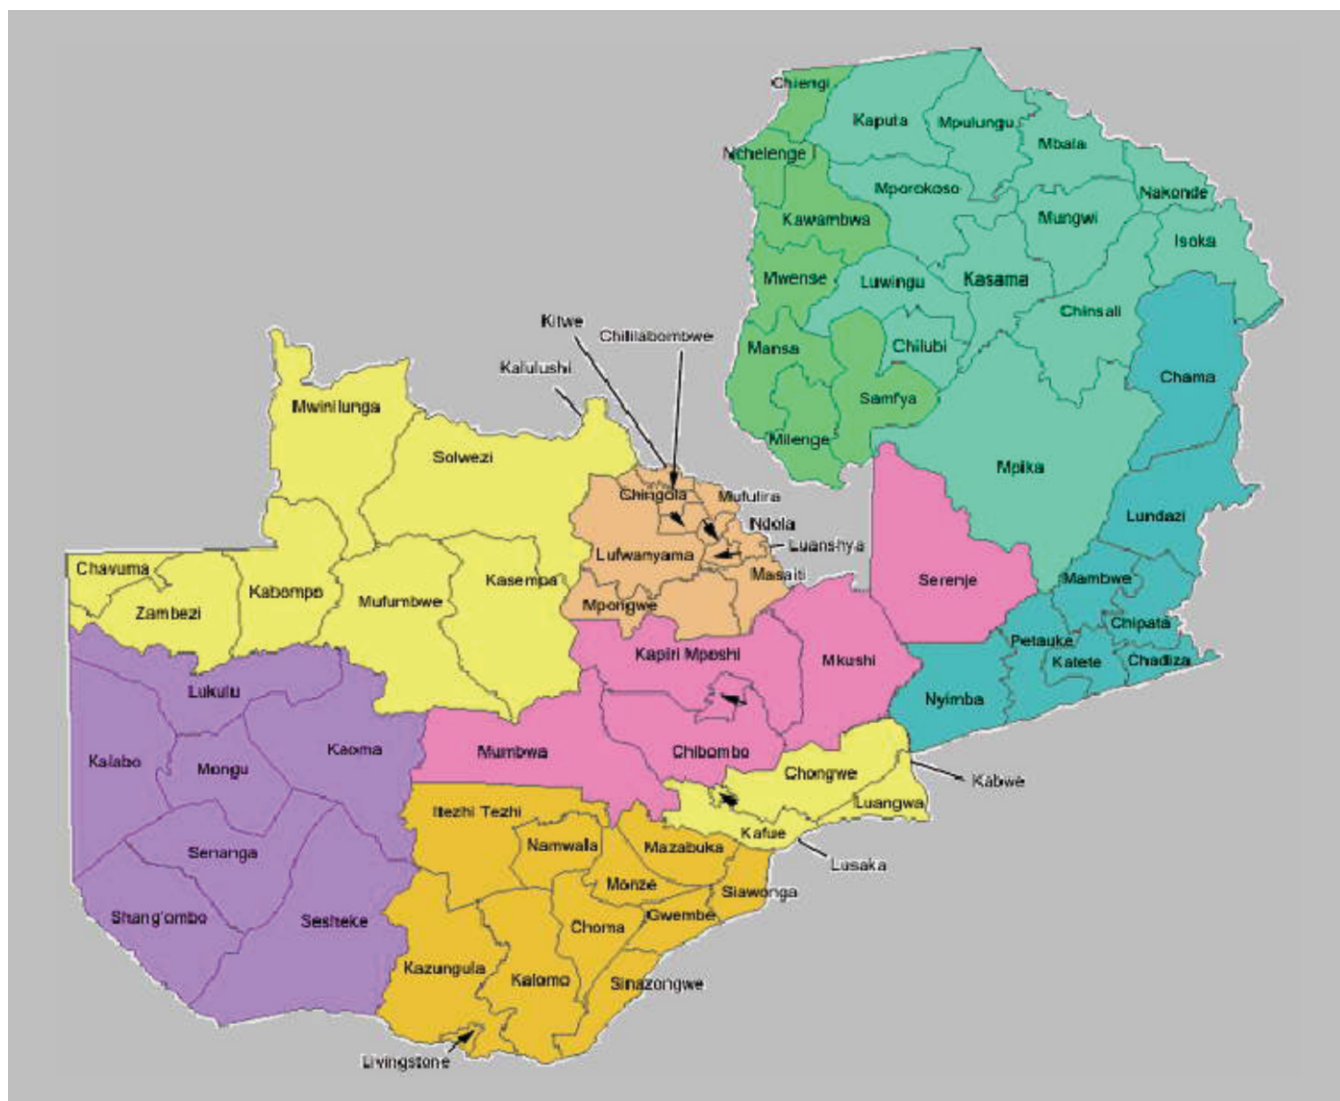 Chiengi
Kaputa
Mpulungu
Mbala
Nchelenge
Mporokoso
Nakonde
Kawambwa
Mungwi
Isoka
Mwense
Luwingu
Kasama
Chinsali
Kitwe
Chililabombwe
Mansa
Chilubi
Kalulushi
Chama
Mwinilunga
Samfya
Milenge
Solwezi
Mpika
Chingola
Mufulira
Ndola
Lundazi
Lufwanyama
Luanshya
Chavuma
Kasempa
Masaiti
Serenje
Mambwe
Kabompo
Mufumbwe
Zambezi
Mpongwe
Chipata
Petauke
Kapiri Mposhi
Mkushi
Katete
Chadiza
Lukulu
Nyimba
Kaoma
Mumbwa
Chibombo
Kalabo
Mongu
Chongwe
Kabwe
Luangwa
Itezhi Tezhi
Kafue
Namwala
Mazabuka
Senanga
Lusaka
Monze
Siawonga
Shang'ombo
Sesheke
Gwembe
Choma
Kazungula
Kalomo
Sinazongwe
Livingstone